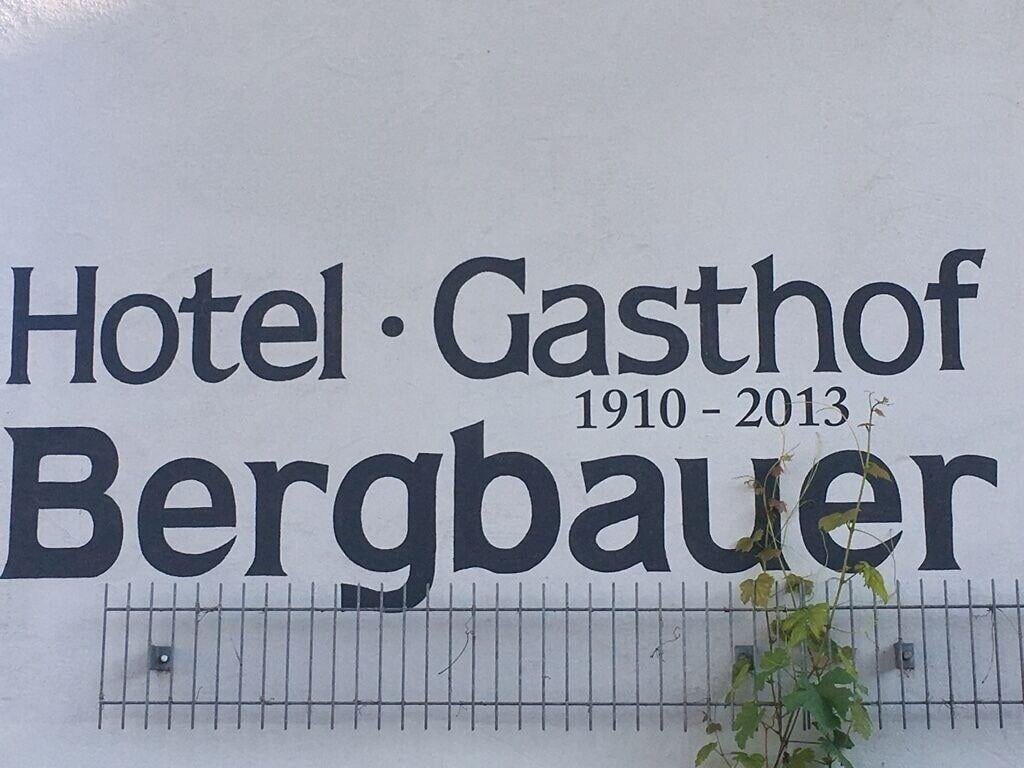 Hotel · Gasthof
1910 - 2013
Bergbauer